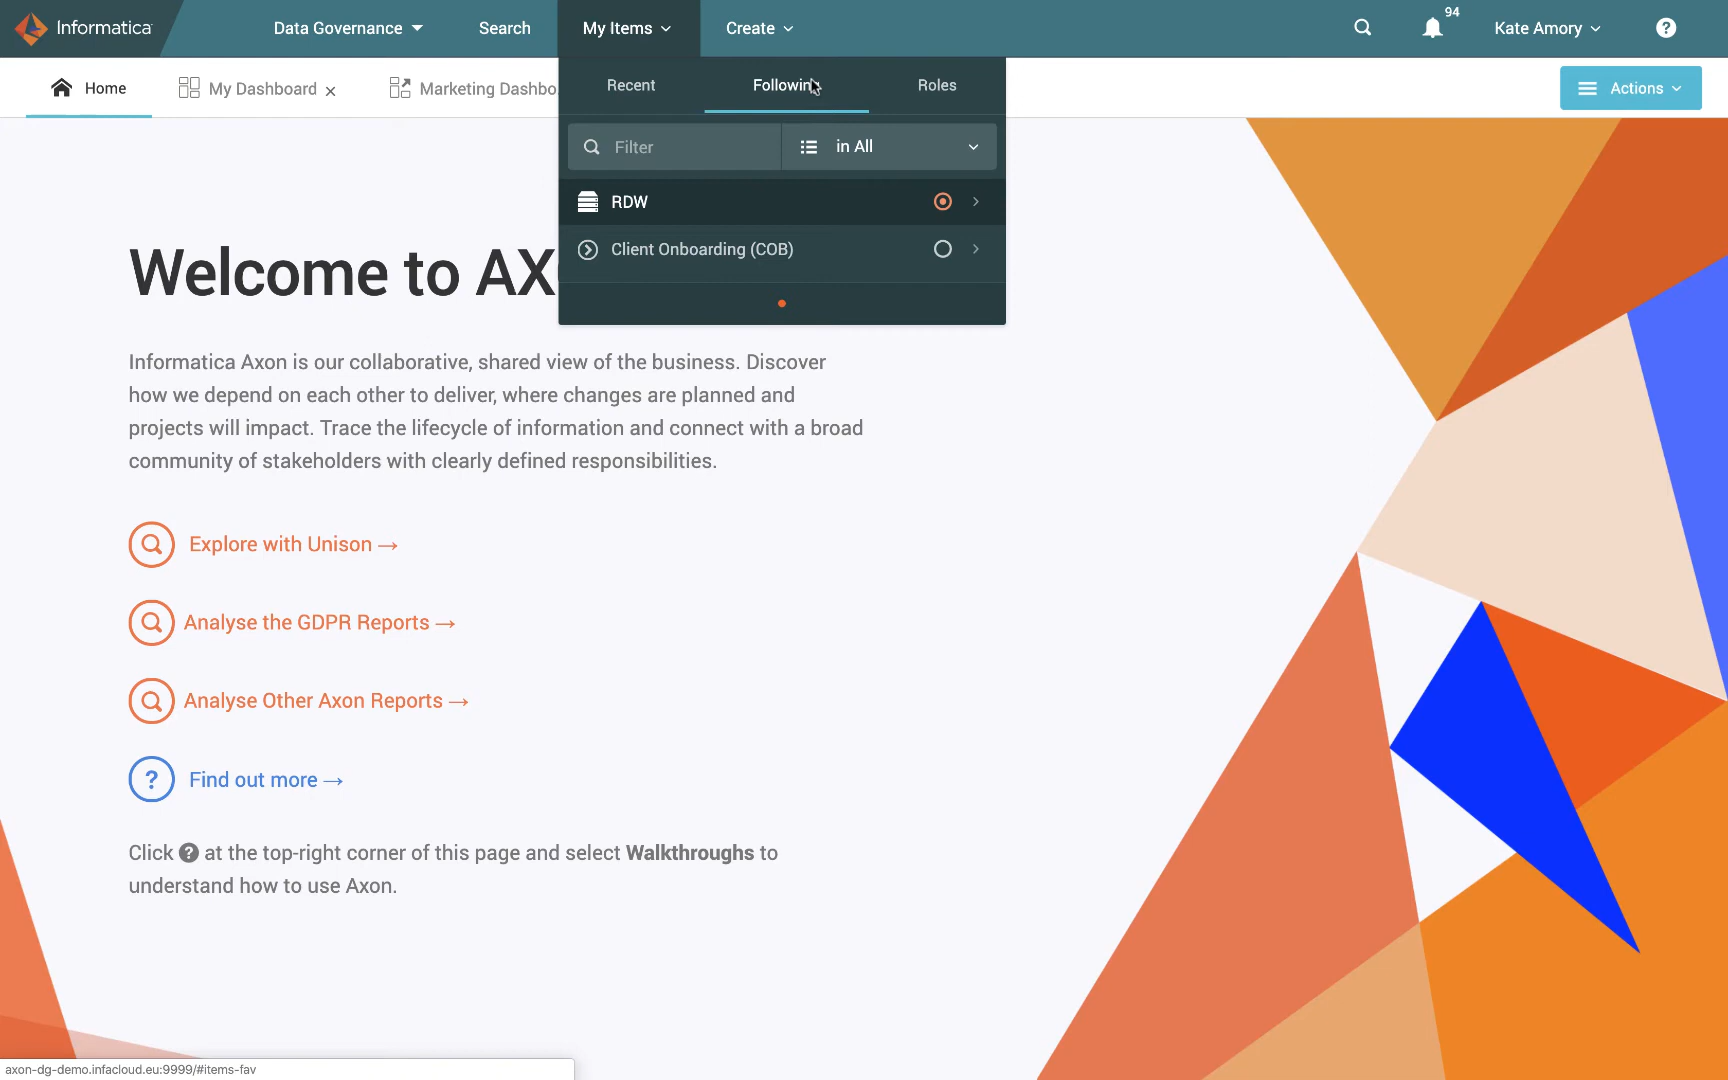 Informatica
Data Governance
Search
My Items
Create
94
Kate Amory
?
Home
My Dashboard
Marketing Dashbo
Actions
Recent
Following
Roles
Filter
in All
RDW
Client Onboarding (COB)
Welcome to AX
Informatica Axon is our collaborative, shared view of the business. Discover
how we depend on each other to deliver, where changes are planned and
projects will impact. Trace the lifecycle of information and connect with a broad
community of stakeholders with clearly defined responsibilities.
Explore with Unison →
Analyse the GDPR Reports →
Analyse Other Axon Reports →
? Find out more →
Click ? at the top-right corner of this page and select Walkthroughs to
understand how to use Axon.
axon-dg-demo.infacloud.eu:9999/#items-fav